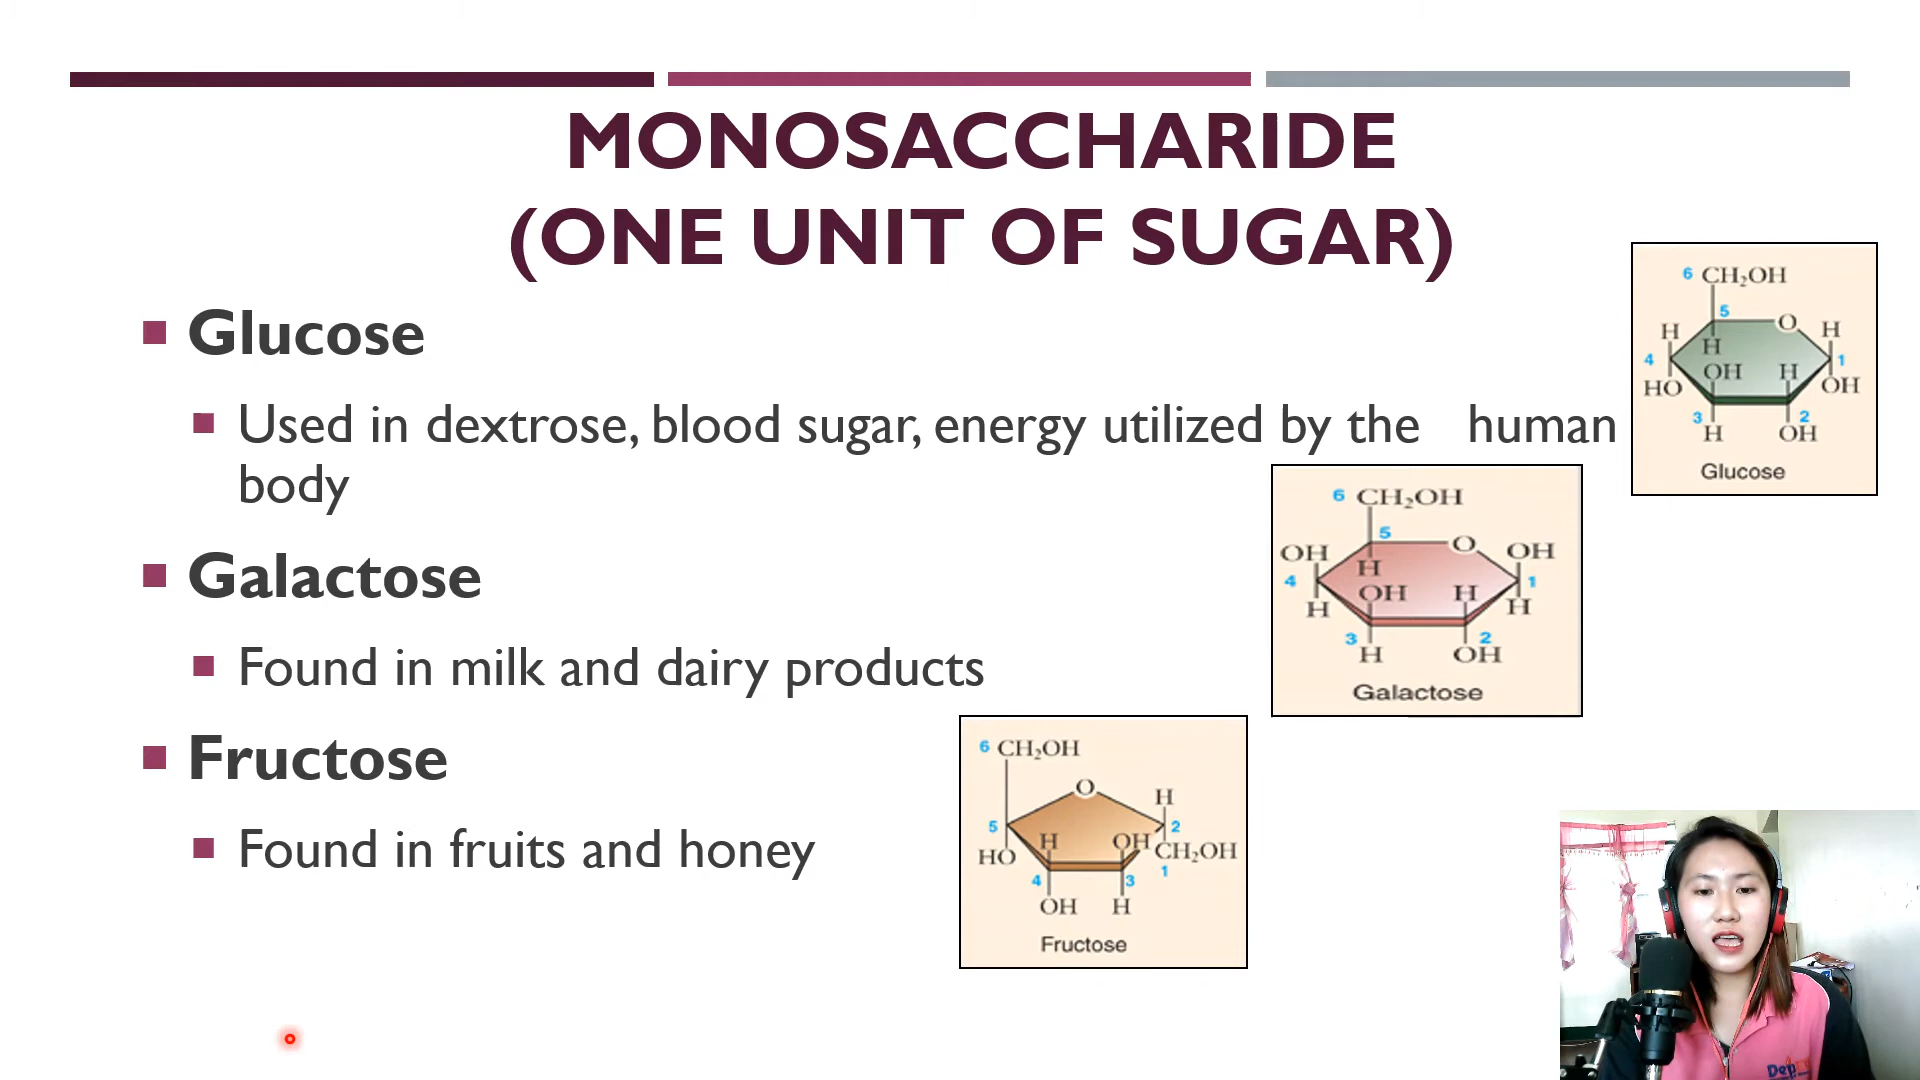 MONOSACCHARIDE
(ONE UNIT OF SUGAR)
Glucose
Used in dextrose, blood sugar, energy utilized by the human
body
Galactose
Found in milk and dairy products
Fructose
Found in fruits and honey
6 CH₂OH
5
O
H
H
H
4
1
OH
H
HO
OH
3
2
H
OH
Glucose
6 CH₂OH
5
O
OH
OH
H
4
1
OH
H
H
H
3
2
H
OH
Galactose
6 CH₂OH
O
H
5
2
H
OH
HO
CH₂OH
4
3
1
OH
H
Fructose
Dep